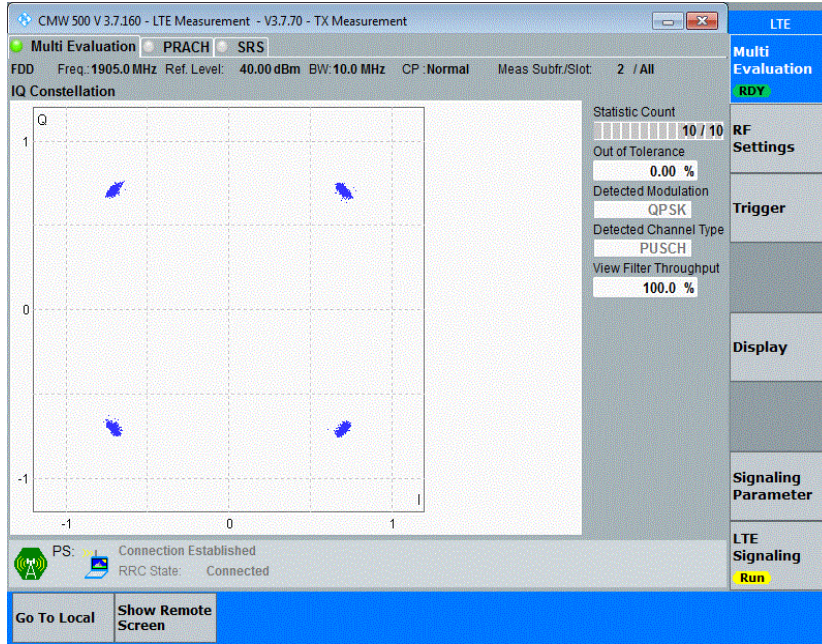 CMW 500 V 3.7.160 - LTE Measurement - V3.7.70 - TX Measurement
LTE
Multi Evaluation PRACH SRS
Multi
Evaluation
RDY
FDD Freq.: 1905.0 MHz Ref. Level: 40.00 dBm BW: 10.0 MHz CP : Normal Meas Subfr./Slot: 2 / All
IQ Constellation
Q
1
0
-1
-1 0 1
I
Statistic Count
10 / 10
Out of Tolerance
0.00 %
Detected Modulation
QPSK
Detected Channel Type
PUSCH
View Filter Throughput
100.0 %
RF
Settings
Trigger
Display
Signaling
Parameter
LTE
Signaling
Run
PS: Connection Established
RRC State: Connected
Go To Local
Show Remote
Screen